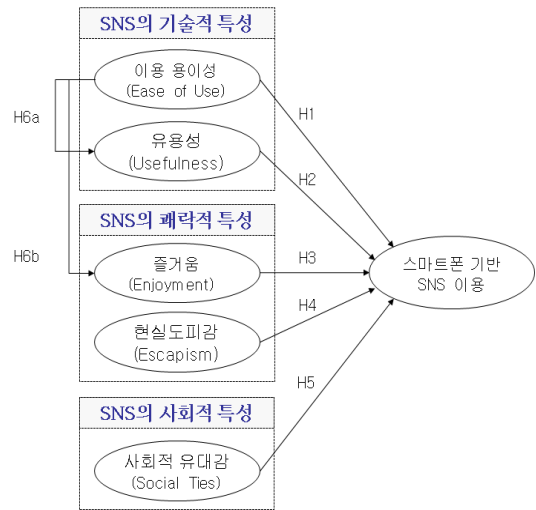 SNS의 기술적 특성
이용 용이성
(Ease of Use)
H1
H6a
유용성
(Usefulness)
H2
SNS의 쾌락적 특성
H6b
즐거움
(Enjoyment)
H3
스마트폰 기반
SNS 이용
H4
현실도피감
(Escapism)
H5
SNS의 사회적 특성
사회적 유대감
(Social Ties)